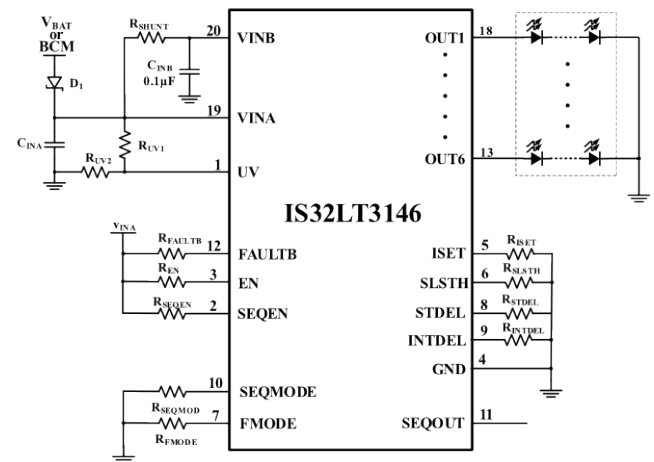 VBAT
or
BCM
D1
CINA
RSHUNT
CINB
0.1μF
RUV1
RUV2
20 VINB
19 VINA
1 UV
OUT1 18
OUT6 13
IS32LT3146
VINA
RFAULTB 12 FAULTB
REN 3 EN
RSEQEN 2 SEQEN
10 SEQMODE
RSEQMOD
7 FMODE
RFMODE
ISET 5 RISET
SLSTH 6 RSLSTH
STDEL 8 RSTDEL
INTDEL 9 RINTDEL
GND 4
SEQOUT 11